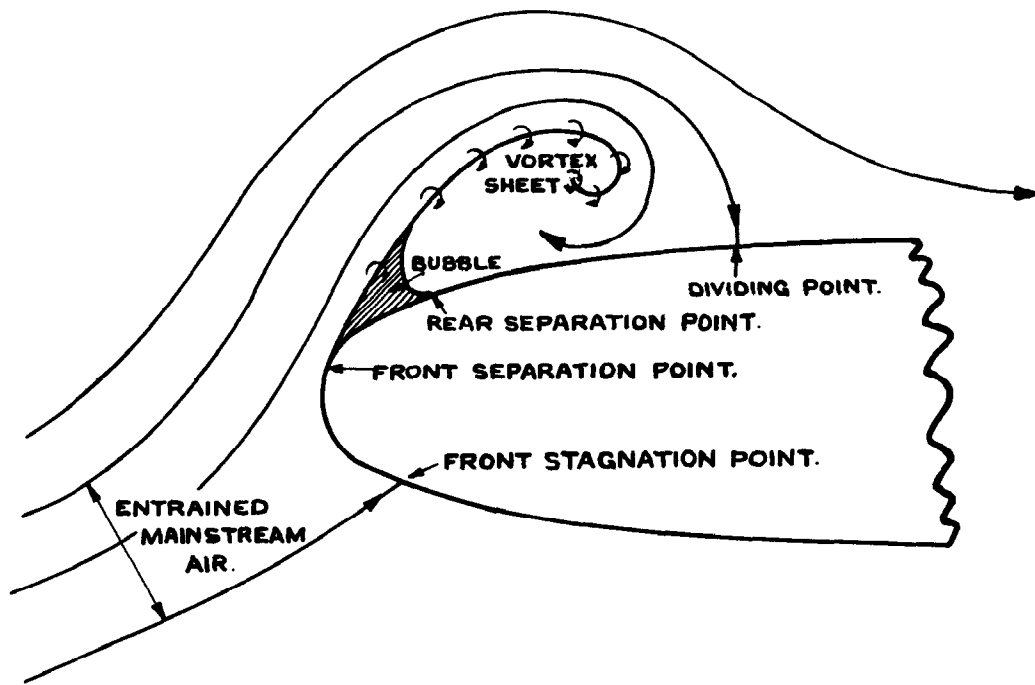 VORTEX
SHEET
BUBBLE
DIVIDING POINT.
REAR SEPARATION POINT.
FRONT SEPARATION POINT.
FRONT STAGNATION POINT.
ENTRAINED
MAINSTREAM
AIR.